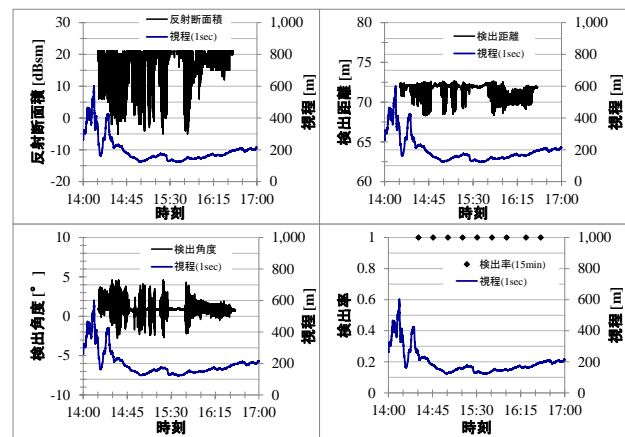 反射断面積 [dBsm]
30
20
10
0
-10
-20
反射断面積
視程(1sec)
1,000
800
600
400
200
0
視程 [m]
14:00 14:45 15:30 16:15 17:00
時刻
検出距離 [m]
80
75
70
65
60
検出距離
視程(1sec)
1,000
800
600
400
200
0
視程 [m]
14:00 14:45 15:30 16:15 17:00
時刻
検出角度 [°]
10
5
0
-5
-10
検出角度
視程(1sec)
1,000
800
600
400
200
0
視程 [m]
14:00 14:45 15:30 16:15 17:00
時刻
検出率
1
0.8
0.6
0.4
0.2
0
検出率(15min)
視程(1sec)
1,000
800
600
400
200
0
視程 [m]
14:00 14:45 15:30 16:15 17:00
時刻